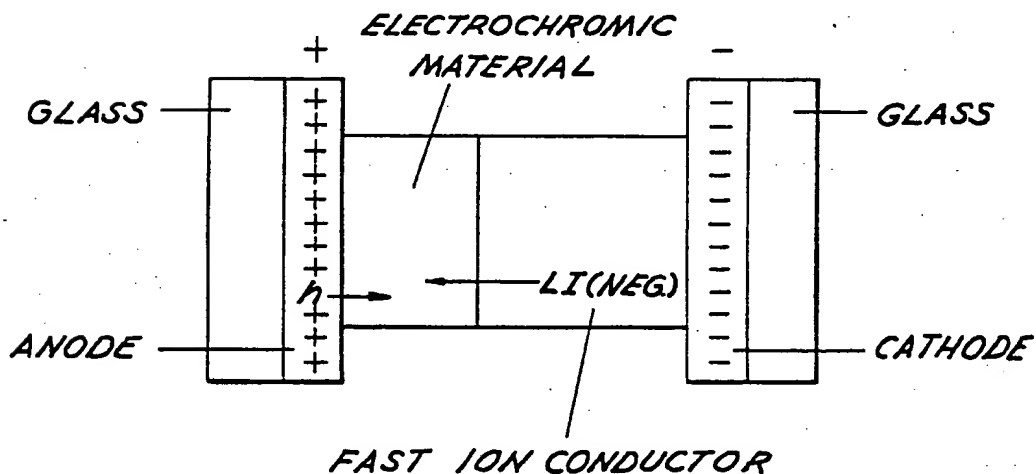 ELECTROCHROMIC
MATERIAL
+
−
GLASS
GLASS
+
+
+
+
+
+
+
+
h
+
+
+
−
−
−
−
−
−
−
−
−
−
−
−
LI(NEG.)
ANODE
CATHODE
FAST ION CONDUCTOR